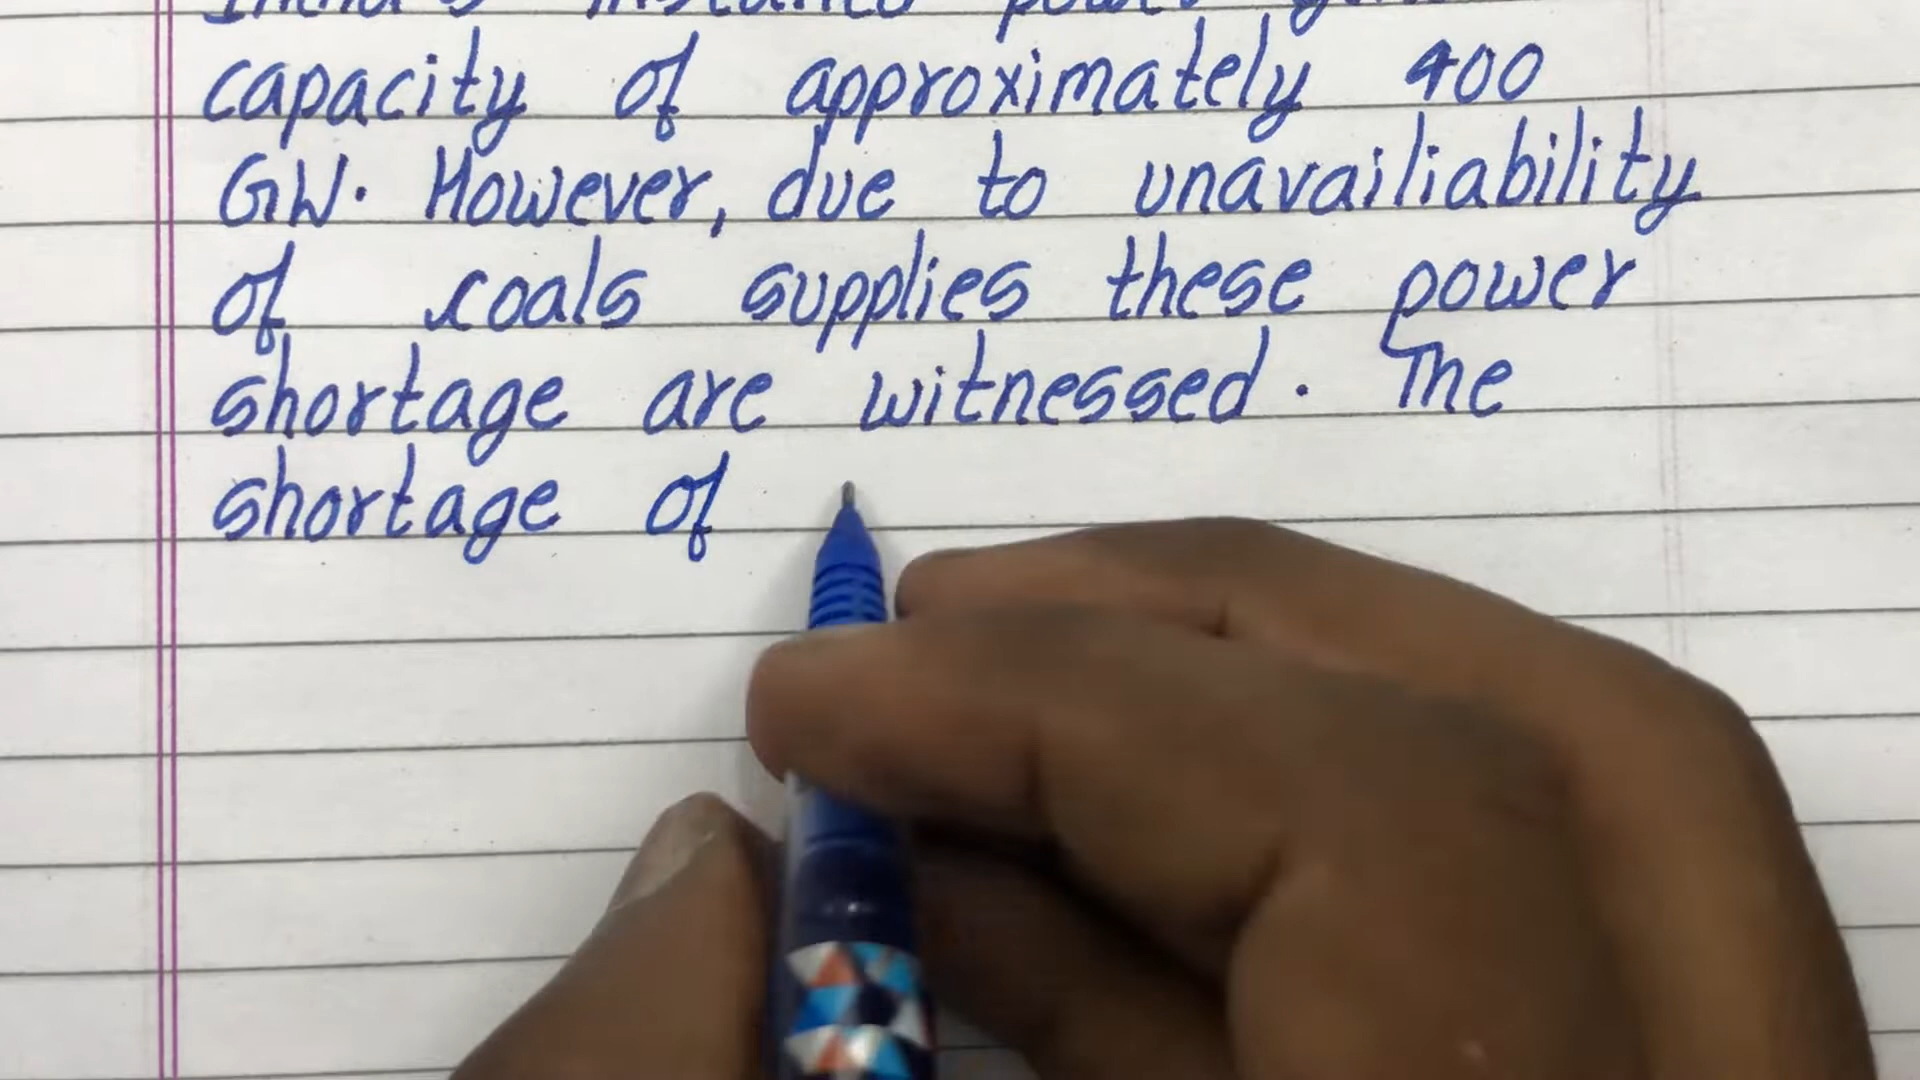 power
capacity of approximately 400
GW. However, due to unavailiability
of coals supplies these power
shortage are witnessed. The
shortage of